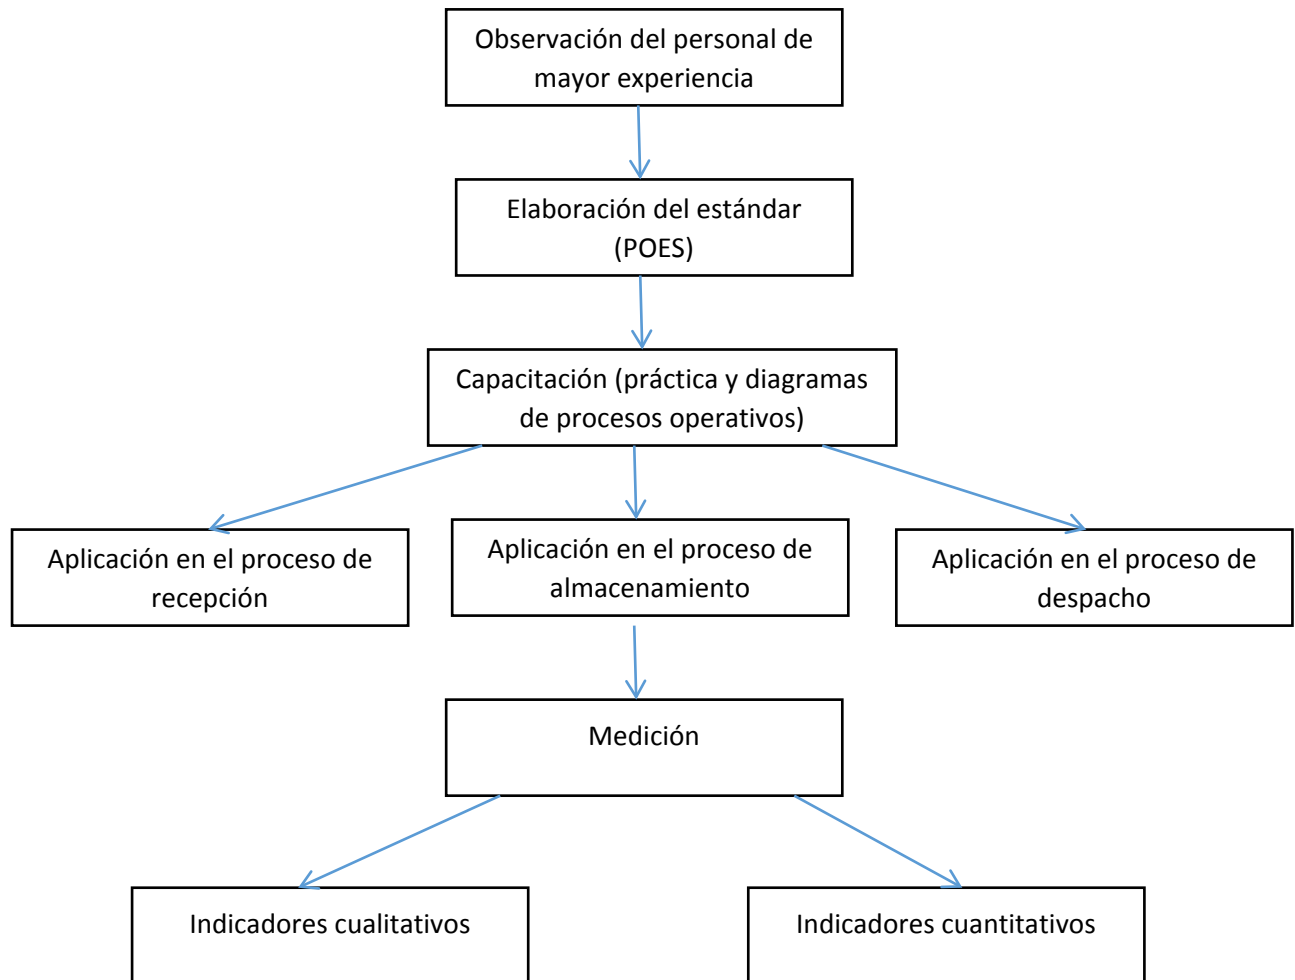 Observación del personal de
mayor experiencia
Elaboración del estándar
(POES)
Capacitación (práctica y diagramas
de procesos operativos)
Aplicación en el proceso de
recepción
Aplicación en el proceso de
almacenamiento
Aplicación en el proceso de
despacho
Medición
Indicadores cualitativos
Indicadores cuantitativos